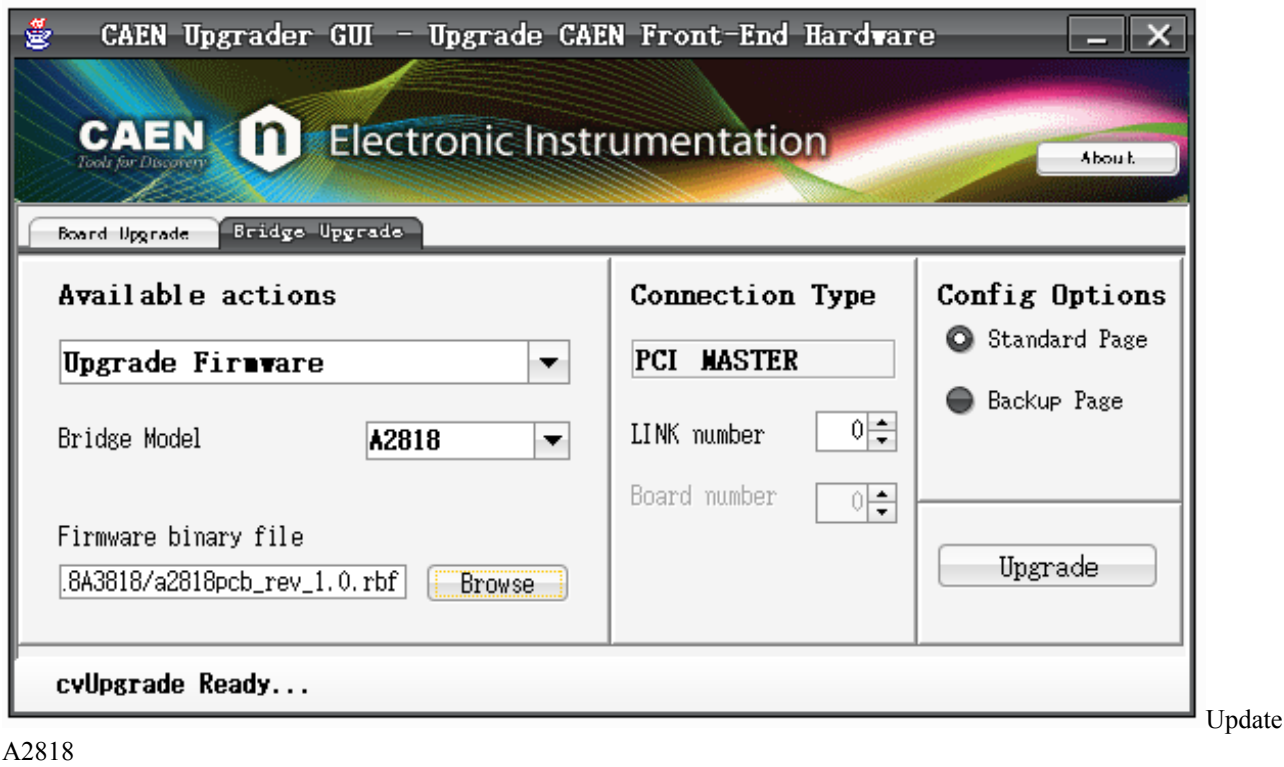 CAEN Upgrader GUI - Upgrade CAEN Front-End Hardware
CAEN n Electronic Instrumentation
Tools for Discovery
About
Board Upgrade
Bridge Upgrade
Available actions
Upgrade Firmware
Bridge Model
A2818
Firmware binary file
.8A3818/a2818pcb_rev_1.0.rbf
Browse
Connection Type
PCI MASTER
LINK number
0
Board number
0
Config Options
Standard Page
Backup Page
Upgrade
cvUpgrade Ready...
Update
A2818